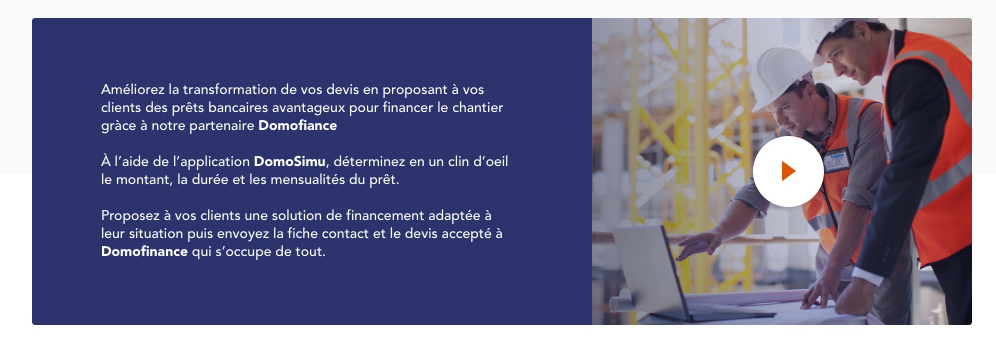 Améliorez la transformation de vos devis en proposant à vos
clients des prêts bancaires avantageux pour financer le chantier
grâce à notre partenaire Domofiance
À l’aide de l’application DomoSimu, déterminez en un clin d’oeil
le montant, la durée et les mensualités du prêt.
Proposez à vos clients une solution de financement adaptée à
leur situation puis envoyez la fiche contact et le devis accepté à
Domofinance qui s’occupe de tout.